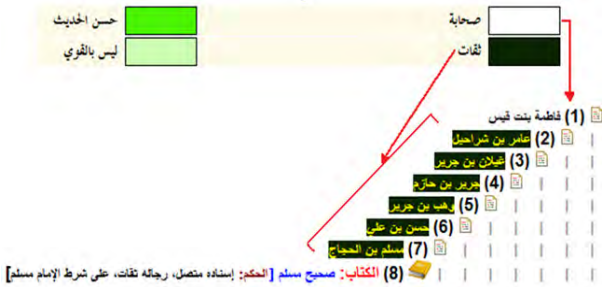 صحابة حسن الحديث
ثقات ليس بالقوي
(1) فاطمة بنت قيس
(2) عامر بن شراحيل
(3) غيلان بن جرير
(4) جرير بن حازم
(5) وهب بن جرير
(6) حسن بن علي
(7) مسلم بن الحجاج
(8) الكتاب: صحيح مسلم [الحكم: إسناده متصل، رجاله ثقات، على شرط الإمام مسلم]